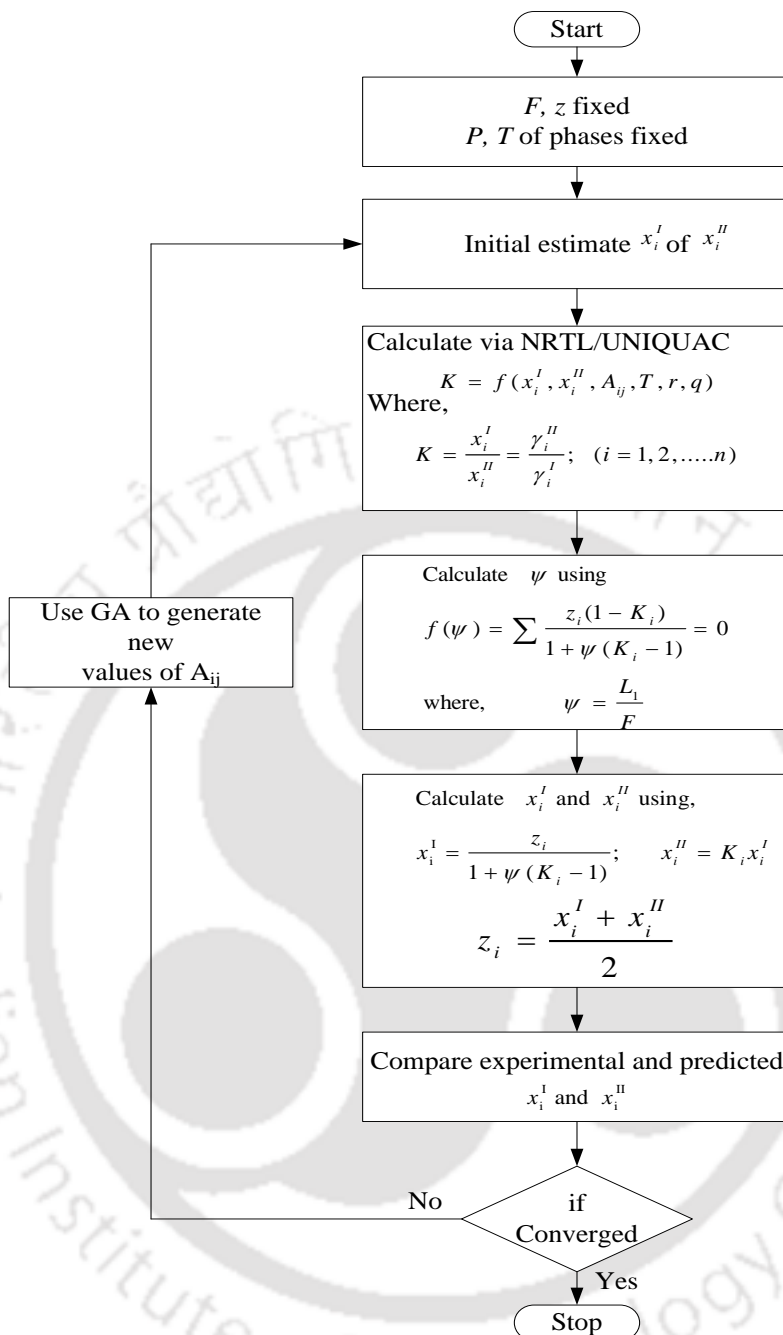 Start
F, z fixed
P, T of phases fixed
Initial estimate x_i^I of x_i^II
Calculate via NRTL/UNIQUAC
K = f(x_i^I, x_i^II, A_ij, T, r, q)
Where,
K = x_i^I / x_i^II = γ_i^II / γ_i^I; (i = 1, 2, .....n)
Calculate ψ using
f(ψ) = ∑ z_i(1 − K_i) / (1 + ψ(K_i − 1)) = 0
where, ψ = L_1 / F
Use GA to generate
new
values of A_ij
Calculate x_i^I and x_i^II using,
x_i^I = z_i / (1 + ψ(K_i − 1)); x_i^II = K_i x_i^I
z_i = (x_i^I + x_i^II) / 2
Compare experimental and predicted
x_i^I and x_i^II
No
if
Converged
Yes
Stop